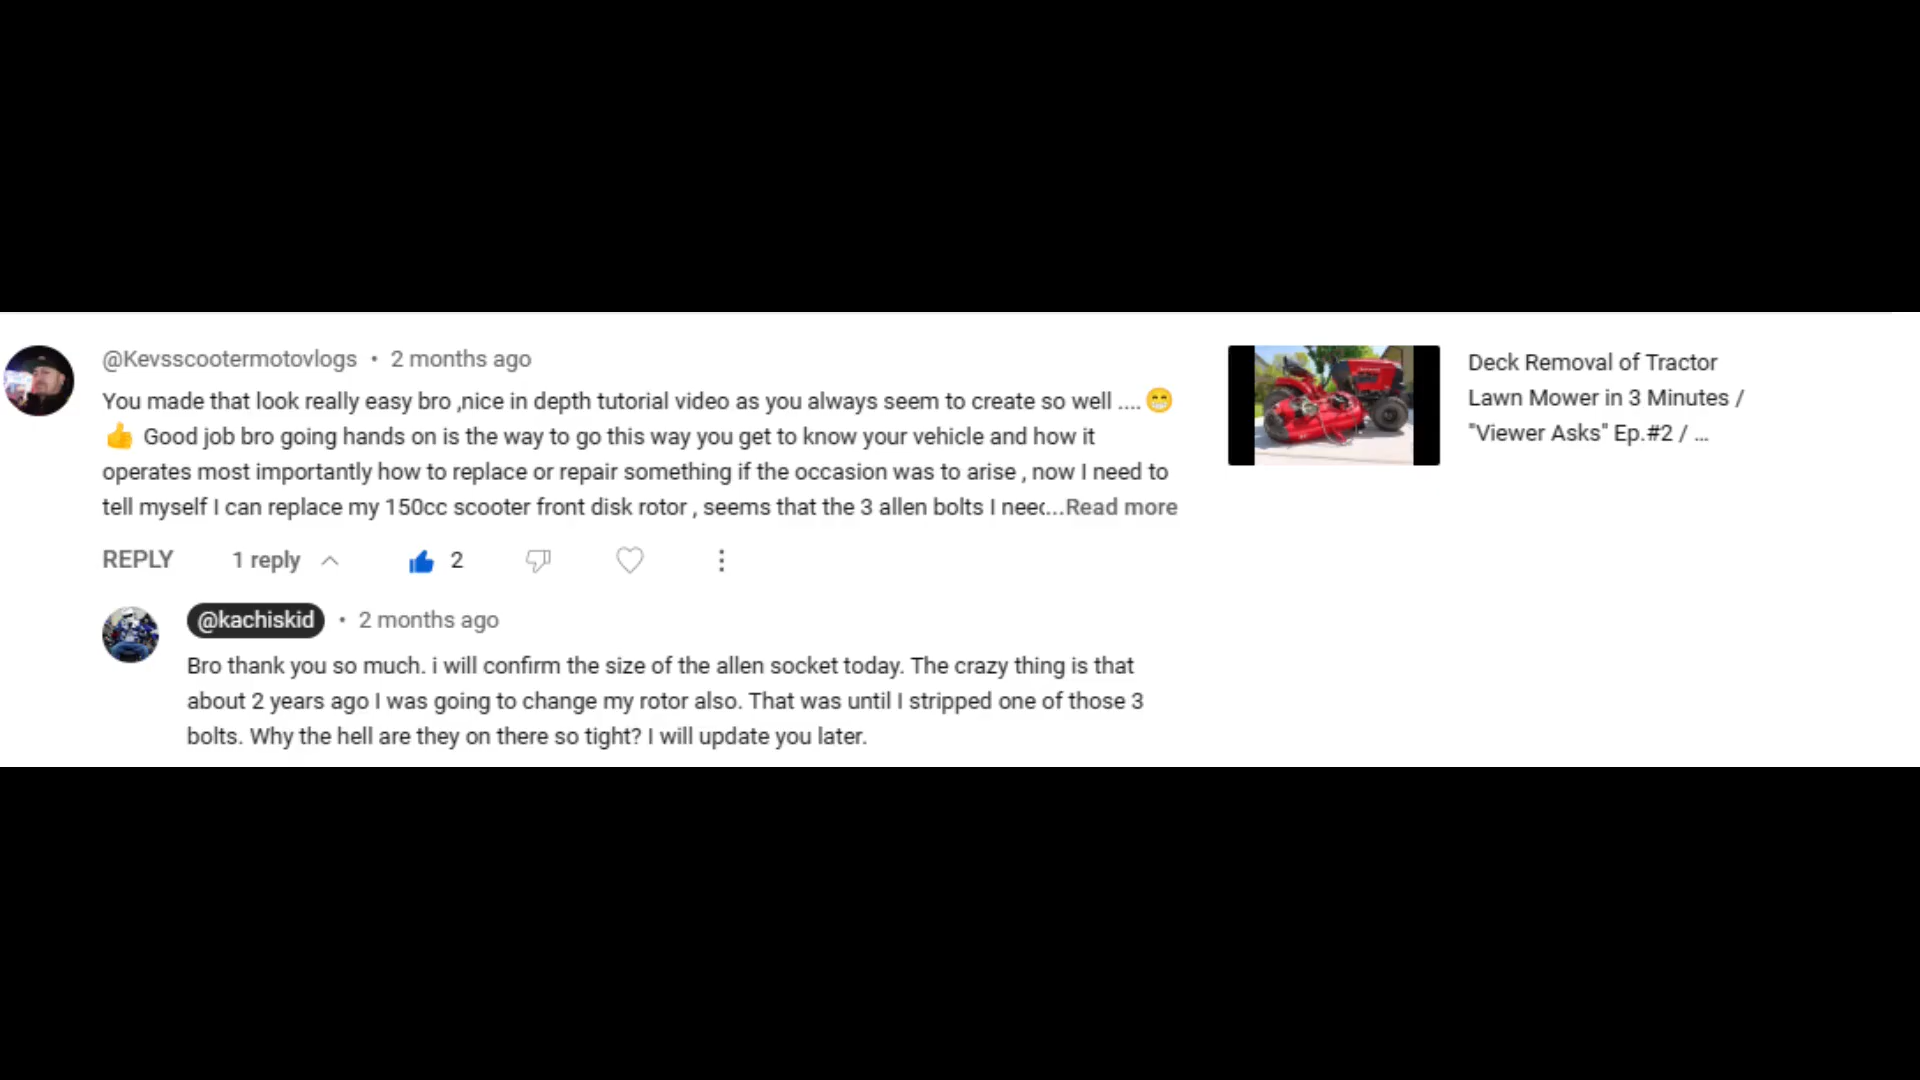 @Kevsscootermotovlogs • 2 months ago
You made that look really easy bro ,nice in depth tutorial video as you always seem to create so well ....😁
👍 Good job bro going hands on is the way to go this way you get to know your vehicle and how it
operates most importantly how to replace or repair something if the occasion was to arise , now I need to
tell myself I can replace my 150cc scooter front disk rotor , seems that the 3 allen bolts I neec...Read more
REPLY 1 reply 2
@kachiskid • 2 months ago
Bro thank you so much. i will confirm the size of the allen socket today. The crazy thing is that
about 2 years ago I was going to change my rotor also. That was until I stripped one of those 3
bolts. Why the hell are they on there so tight? I will update you later.
Deck Removal of Tractor
Lawn Mower in 3 Minutes /
"Viewer Asks" Ep.#2 / ...